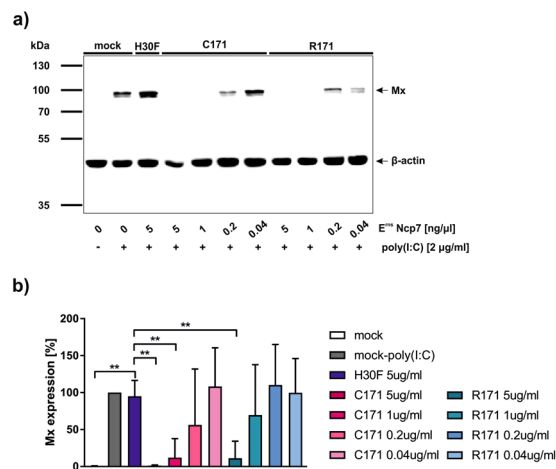 a)
kDa mock H30F C171 R171
130
100 Mx
70
55
β-actin
35
0 0 5 5 1 0.2 0.04 5 1 0.2 0.04 Erns Ncp7 [ng/μl]
- + + + + + + + + + + poly(I:C) [2 μg/ml]
b)
Mx expression [%]
200
150
100
50
0
** ** ** **
mock
mock-poly(I:C)
H30F 5ug/ml
C171 5ug/ml R171 5ug/ml
C171 1ug/ml R171 1ug/ml
C171 0.2ug/ml R171 0.2ug/ml
C171 0.04ug/ml R171 0.04ug/ml